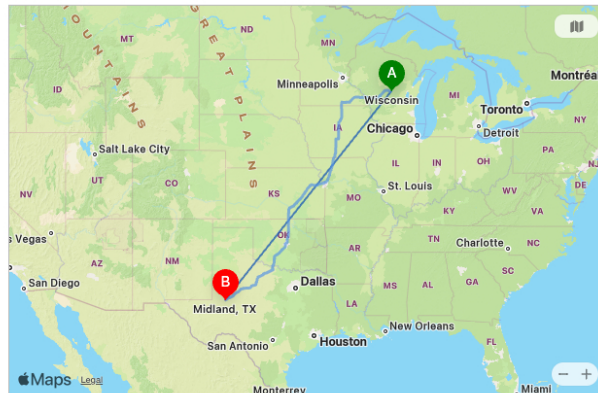 MOUNTAINS
GREAT PLAINS
MT
ND
MN
Minneapolis
A
Wisconsin
Montréa
ID
MI
Toronto
IA
Chicago
Detroit
NY
Salt Lake City
PA
NJ
IL
IN
OH
NV
UT
CO
KS
MO
St. Louis
WV
DE
VA
KY
s Vegas
OK
TN
Charlotte
NC
AZ
NM
AR
SC
San Diego
B
Dallas
MS
AL
GA
Midland, TX
LA
New Orleans
San Antonio
Houston
FL
Maps
Legal
Monterrey
Miami
− +